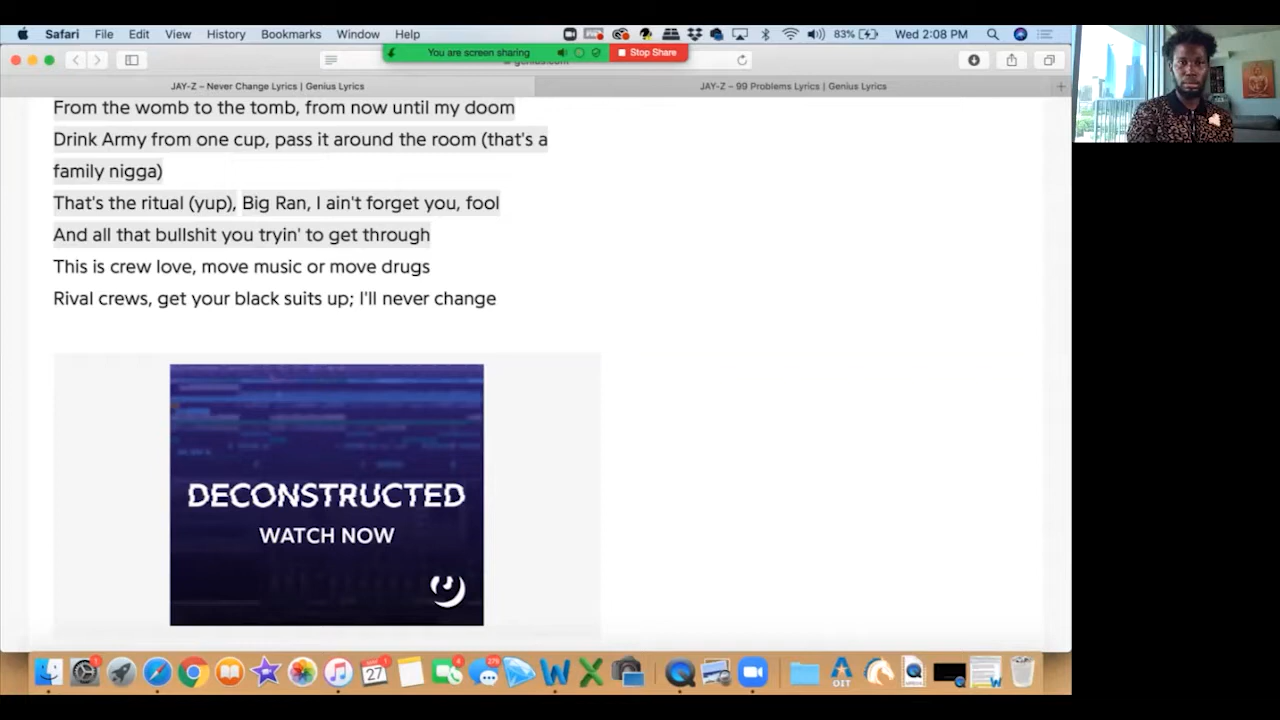 Safari File Edit View History Bookmarks Window Help 83% Wed 2:08 PM
You are screen sharing Stop Share
JAY-Z – Never Change Lyrics | Genius Lyrics JAY-Z – 99 Problems Lyrics | Genius Lyrics
From the womb to the tomb, from now until my doom
Drink Army from one cup, pass it around the room (that's a
family nigga)
That's the ritual (yup), Big Ran, I ain't forget you, fool
And all that bullshit you tryin' to get through
This is crew love, move music or move drugs
Rival crews, get your black suits up; I'll never change
DECONSTRUCTED
WATCH NOW
27
OIT